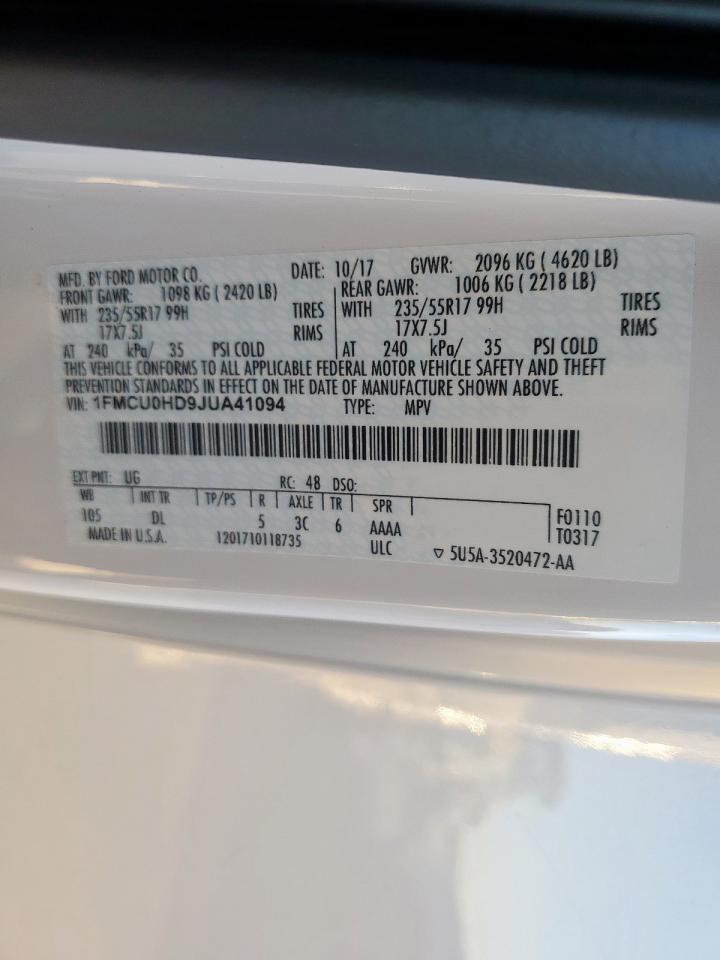 MFD. BY FORD MOTOR CO. DATE: 10/17 GVWR: 2096 KG ( 4620 LB)
FRONT GAWR: 1098 KG ( 2420 LB) REAR GAWR: 1006 KG ( 2218 LB)
WITH 235/55R17 99H TIRES WITH 235/55R17 99H TIRES
17X7.5J RIMS 17X7.5J RIMS
AT 240 kPa/ 35 PSI COLD AT 240 kPa/ 35 PSI COLD
THIS VEHICLE CONFORMS TO ALL APPLICABLE FEDERAL MOTOR VEHICLE SAFETY AND THEFT
PREVENTION STANDARDS IN EFFECT ON THE DATE OF MANUFACTURE SHOWN ABOVE.
VIN: 1FMCU0HD9JUA41094 TYPE: MPV
EXT PNT: UG RC: 48 DSO:
WB INT TR TP/PS R AXLE TR SPR
105 DL 5 3C 6 AAAA F0110
MADE IN U.S.A. 1201710118735 ULC T0317
▽ 5U5A-3520472-AA